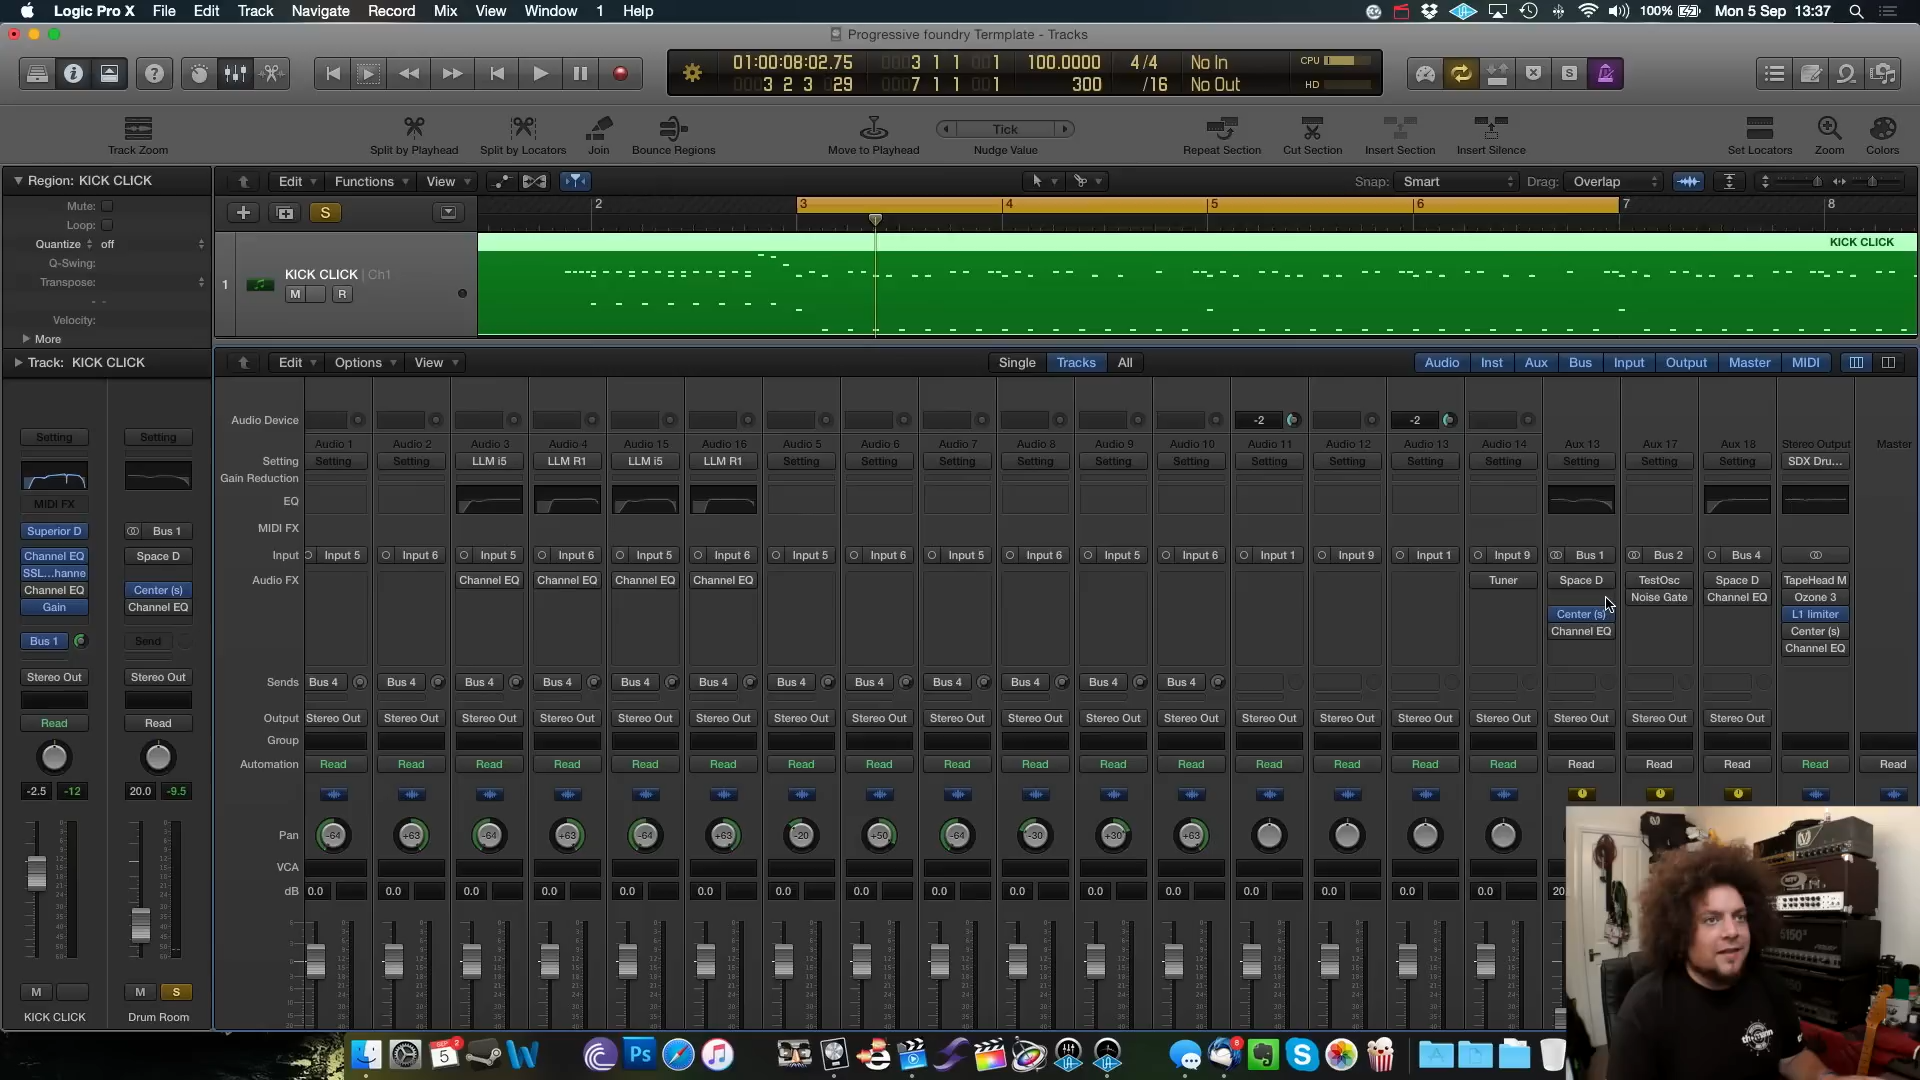 Logic Pro X File Edit Track Navigate Record Mix View Window 1 Help 100% Mon 5 Sep 13:37
Progressive foundry Termplate - Tracks
01:00:08:02.75 3 1 1 1 100.0000 4/4 No In CPU
3 2 3 29 7 1 1 1 300 /16 No Out HD
Tick
Track Zoom Split by Playhead Split by Locators Join Bounce Regions Move to Playhead Nudge Value Repeat Section Cut Section Insert Section Insert Silence Set Locators Zoom Colors
Region: KICK CLICK Edit Functions View Snap: Smart Drag: Overlap
Mute:
Loop:
Quantize off
Q-Swing:
Transpose:
Velocity:
More
S 2 3 4 5 6 7 8
KICK CLICK
1 KICK CLICK Ch1
M R
Track: KICK CLICK Edit Options View Single Tracks All Audio Inst Aux Bus Input Output Master MIDI
Audio Device -2 -2
Audio 1 Audio 2 Audio 3 Audio 4 Audio 15 Audio 16 Audio 5 Audio 6 Audio 7 Audio 8 Audio 9 Audio 10 Audio 11 Audio 12 Audio 13 Audio 14 Aux 13 Aux 17 Aux 18 Stereo Output Master
Setting Setting
Setting Setting Setting LLM i5 LLM R1 LLM i5 LLM R1 Setting Setting Setting Setting Setting Setting Setting Setting Setting Setting Setting Setting Setting SDX Dru...
Gain Reduction
EQ
MIDI FX
MIDI FX
Superior D Bus 1
Input Input 5 Input 6 Input 5 Input 6 Input 5 Input 6 Input 5 Input 6 Input 5 Input 6 Input 5 Input 6 Input 1 Input 9 Input 1 Input 9 Bus 1 Bus 2 Bus 4
Channel EQ Space D
SSL...hanne
Channel EQ Center (s)
Gain Channel EQ
Audio FX Channel EQ Channel EQ Channel EQ Channel EQ Tuner Space D TestOsc Space D TapeHead M
Noise Gate Channel EQ Ozone 3
Center (s) L1 limiter
Channel EQ Center (s)
Channel EQ
Bus 1 Send
Sends Bus 4 Bus 4 Bus 4 Bus 4 Bus 4 Bus 4 Bus 4 Bus 4 Bus 4 Bus 4 Bus 4 Bus 4
Stereo Out Stereo Out
Output Stereo Out Stereo Out Stereo Out Stereo Out Stereo Out Stereo Out Stereo Out Stereo Out Stereo Out Stereo Out Stereo Out Stereo Out Stereo Out Stereo Out Stereo Out Stereo Out Stereo Out Stereo Out Stereo Out
Read Read
Group
Automation Read Read Read Read Read Read Read Read Read Read Read Read Read Read Read Read Read Read Read Read Read
-2.5 -12 20.0 -9.5
Pan -64 +63 -64 +63 -64 +63 -20 +50 -64 -30 +30 +63
VCA
dB 0.0 0.0 0.0 0.0 0.0 0.0 0.0 0.0 0.0 0.0 0.0 0.0 0.0 0.0 0.0 0.0 20
M M S
KICK CLICK Drum Room
SEP
5
2
Ps
8
5150